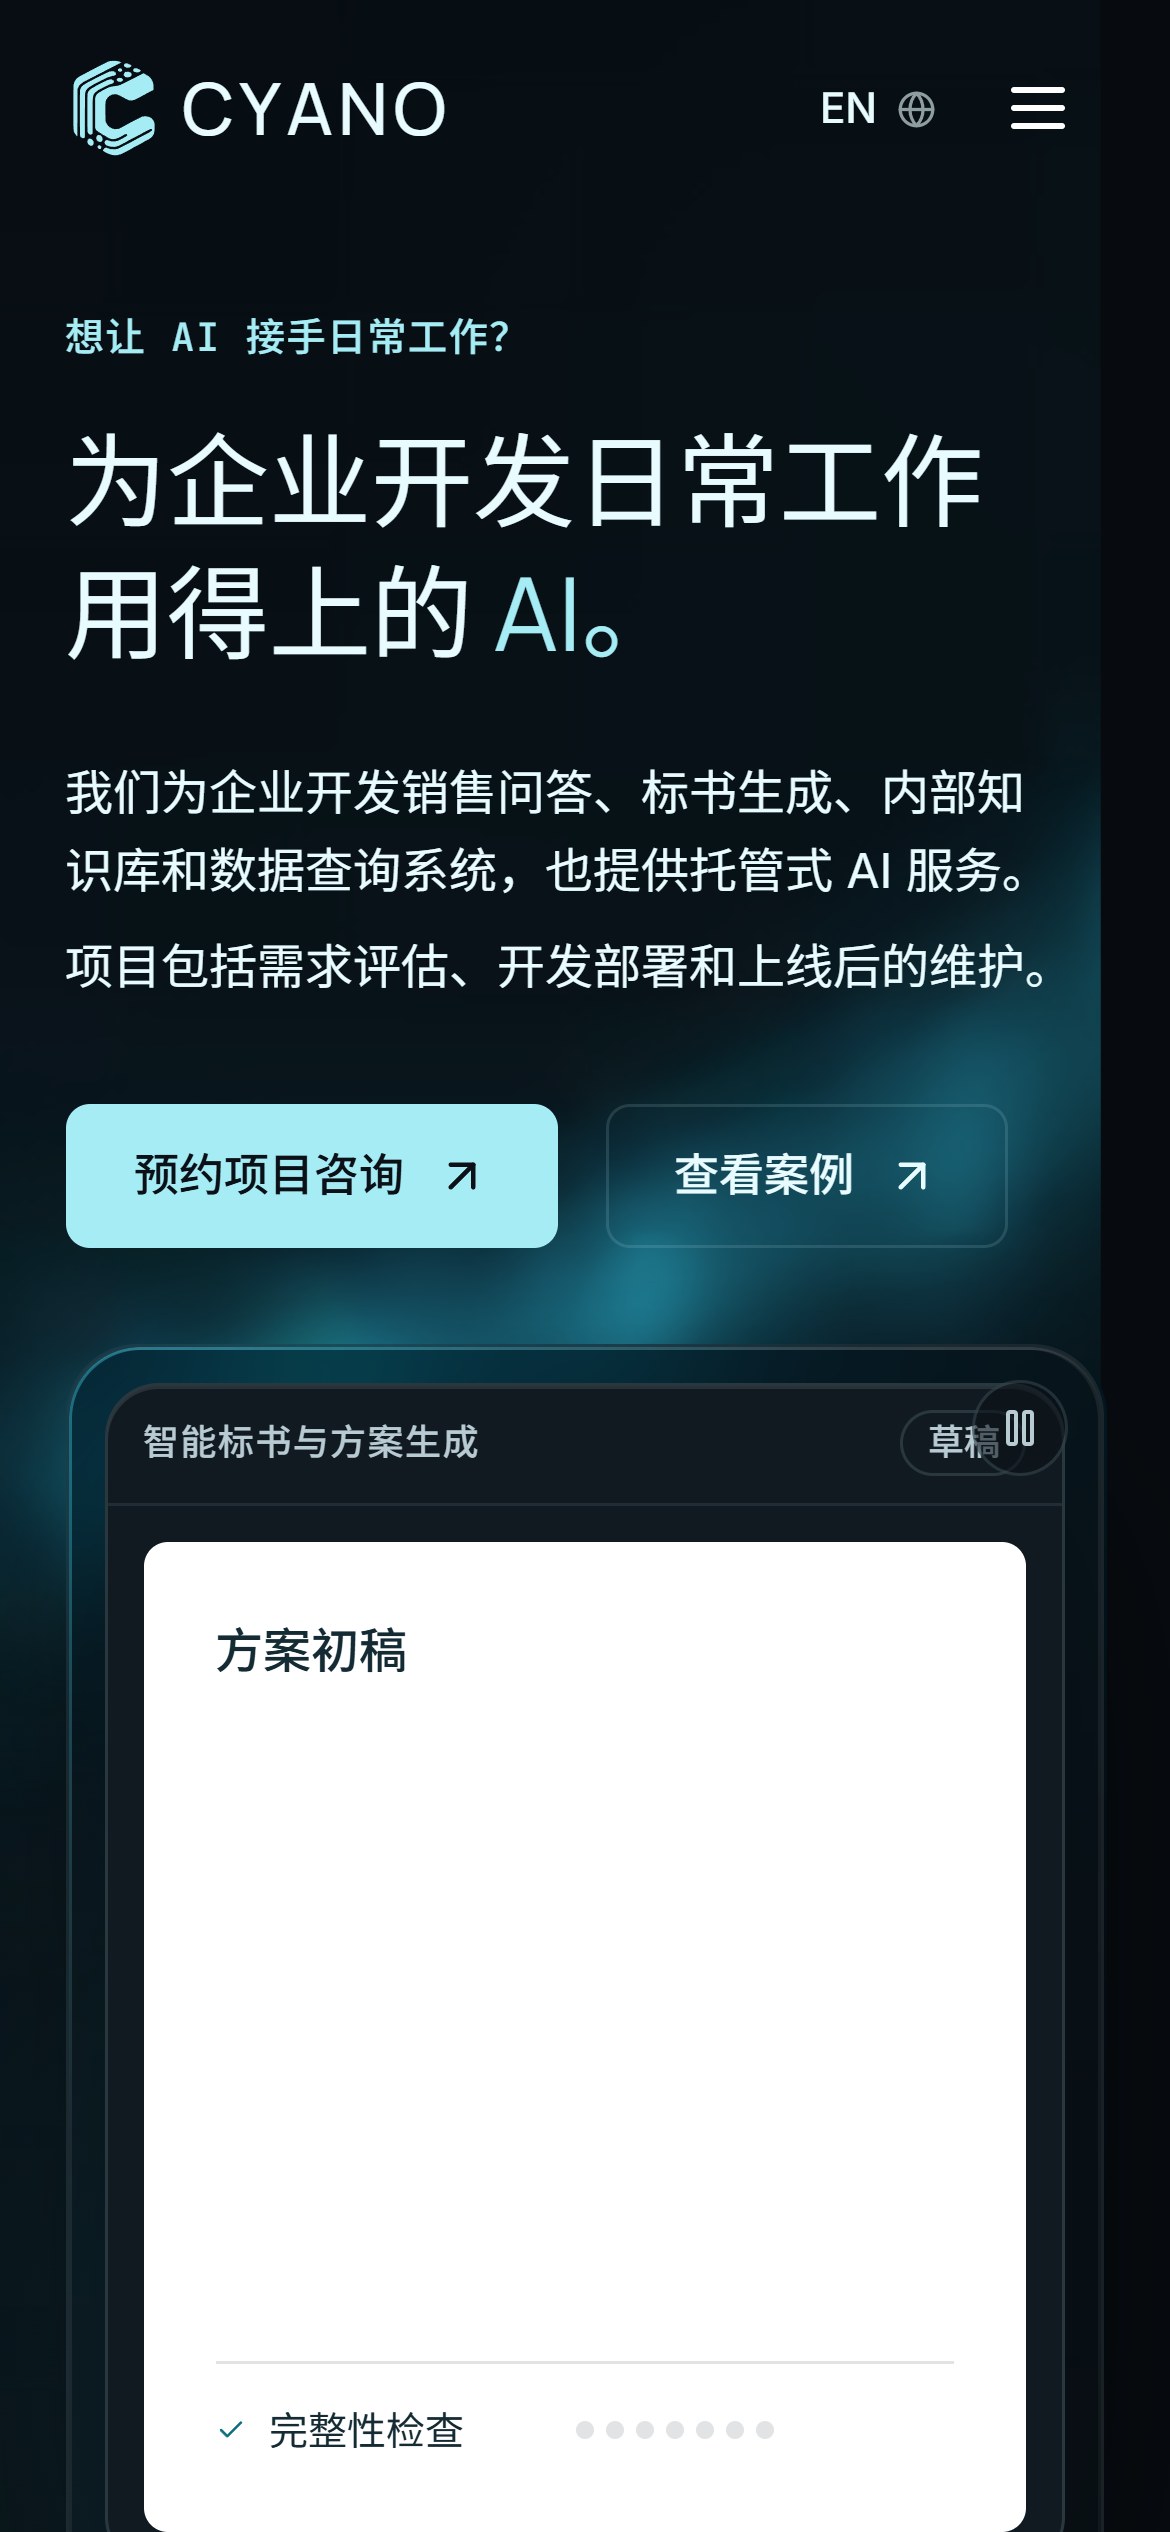 CYANO
EN
想让 AI 接手日常工作？
为企业开发日常工作
用得上的 AI。
我们为企业开发销售问答、标书生成、内部知
识库和数据查询系统，也提供托管式 AI 服务。
项目包括需求评估、开发部署和上线后的维护。
预约项目咨询
查看案例
智能标书与方案生成
草稿
方案初稿
完整性检查